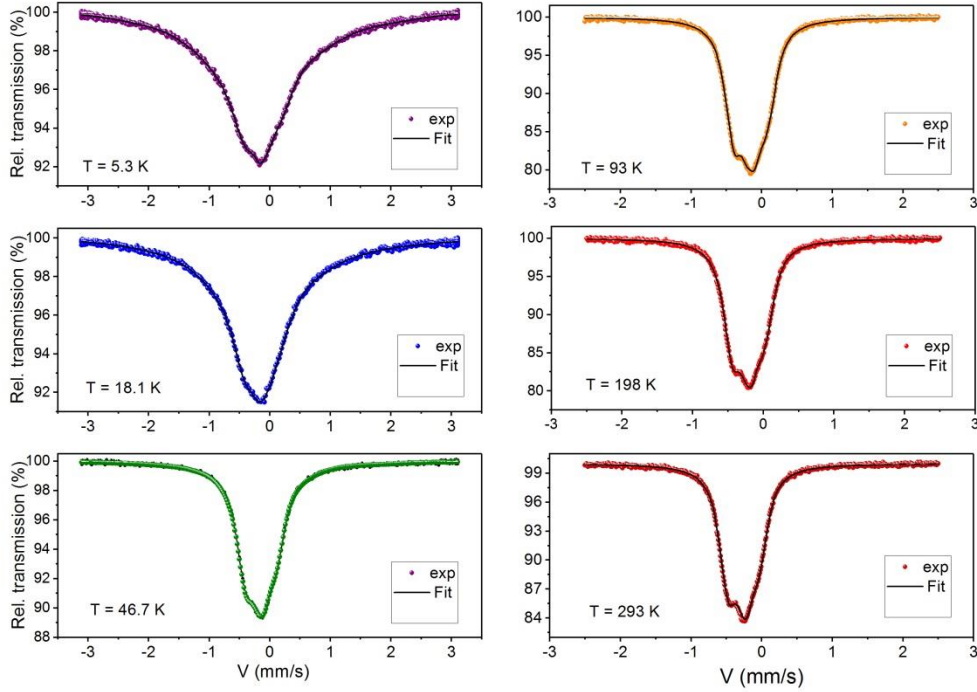 Rel. transmission (%)
100
98
96
94
92
-3 -2 -1 0 1 2 3
exp
Fit
T = 5.3 K
Rel. transmission (%)
100
98
96
94
92
-3 -2 -1 0 1 2 3
exp
Fit
T = 18.1 K
Rel. transmission (%)
100
98
96
94
92
90
88
-3 -2 -1 0 1 2 3
exp
Fit
T = 46.7 K
V (mm/s)
100
95
90
85
80
-3 -2 -1 0 1 2 3
exp
Fit
T = 93 K
100
95
90
85
80
-3 -2 -1 0 1 2 3
exp
Fit
T = 198 K
99
96
93
90
87
84
-3 -2 -1 0 1 2 3
exp
Fit
T = 293 K
V (mm/s)